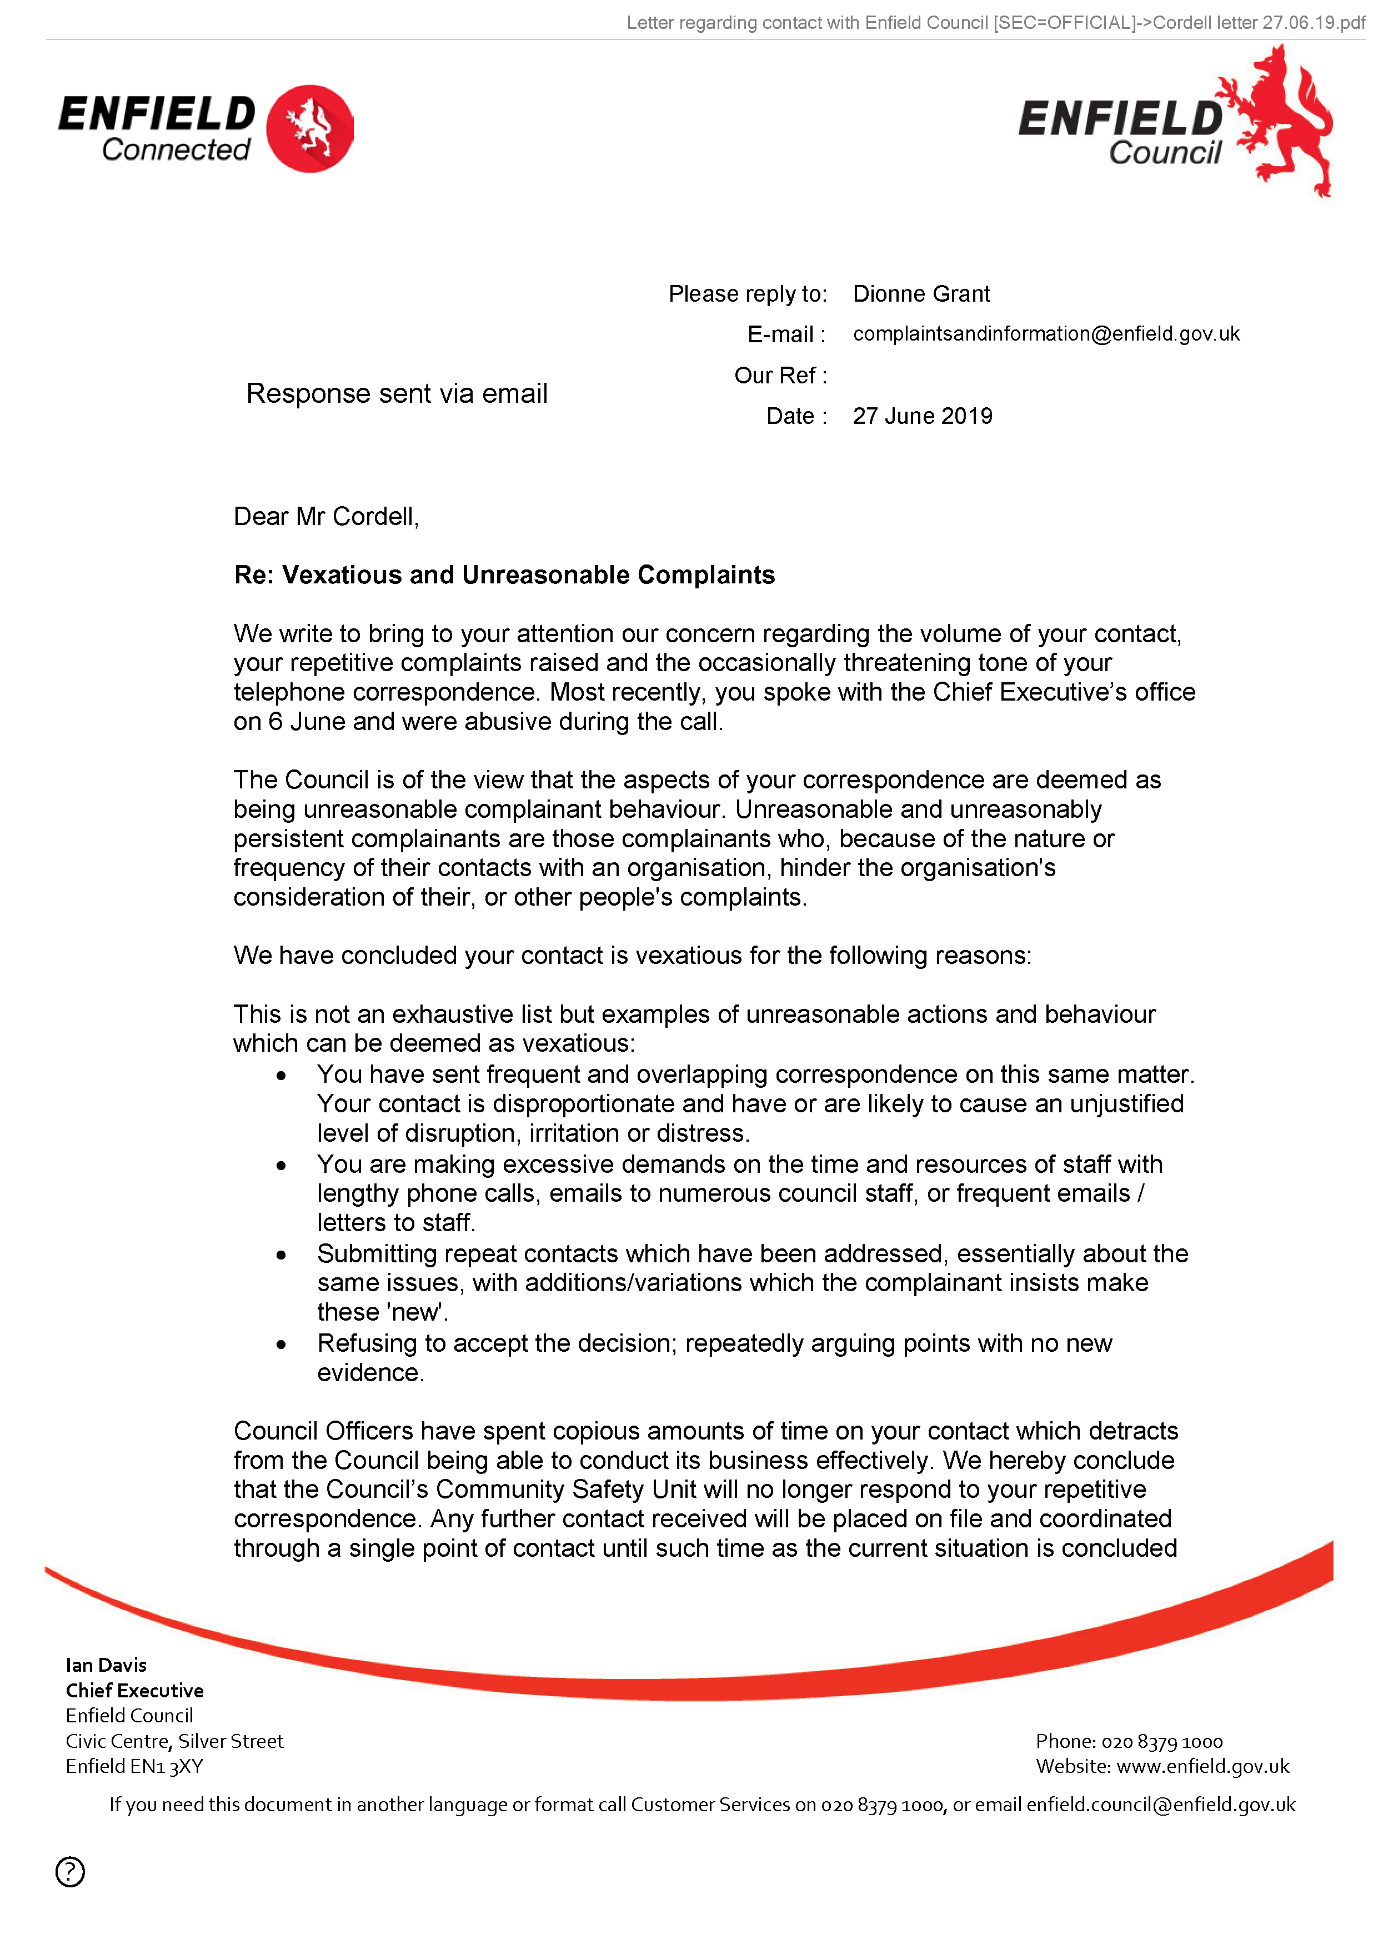 Letter regarding contact with Enfield Council [SEC=OFFICIAL]->Cordell letter 27.06.19.pdf
ENFIELD
Connected
ENFIELD
Council
Please reply to: Dionne Grant
E-mail : complaintsandinformation@enfield.gov.uk
Our Ref :
Response sent via email
Date : 27 June 2019
Dear Mr Cordell,
Re: Vexatious and Unreasonable Complaints
We write to bring to your attention our concern regarding the volume of your contact,
your repetitive complaints raised and the occasionally threatening tone of your
telephone correspondence. Most recently, you spoke with the Chief Executive’s office
on 6 June and were abusive during the call.
The Council is of the view that the aspects of your correspondence are deemed as
being unreasonable complainant behaviour. Unreasonable and unreasonably
persistent complainants are those complainants who, because of the nature or
frequency of their contacts with an organisation, hinder the organisation's
consideration of their, or other people's complaints.
We have concluded your contact is vexatious for the following reasons:
This is not an exhaustive list but examples of unreasonable actions and behaviour
which can be deemed as vexatious:
• You have sent frequent and overlapping correspondence on this same matter.
Your contact is disproportionate and have or are likely to cause an unjustified
level of disruption, irritation or distress.
• You are making excessive demands on the time and resources of staff with
lengthy phone calls, emails to numerous council staff, or frequent emails /
letters to staff.
• Submitting repeat contacts which have been addressed, essentially about the
same issues, with additions/variations which the complainant insists make
these 'new'.
• Refusing to accept the decision; repeatedly arguing points with no new
evidence.
Council Officers have spent copious amounts of time on your contact which detracts
from the Council being able to conduct its business effectively. We hereby conclude
that the Council’s Community Safety Unit will no longer respond to your repetitive
correspondence. Any further contact received will be placed on file and coordinated
through a single point of contact until such time as the current situation is concluded
Ian Davis
Chief Executive
Enfield Council
Civic Centre, Silver Street
Enfield EN1 3XY
Phone: 020 8379 1000
Website: www.enfield.gov.uk
If you need this document in another language or format call Customer Services on 020 8379 1000, or email enfield.council@enfield.gov.uk
?